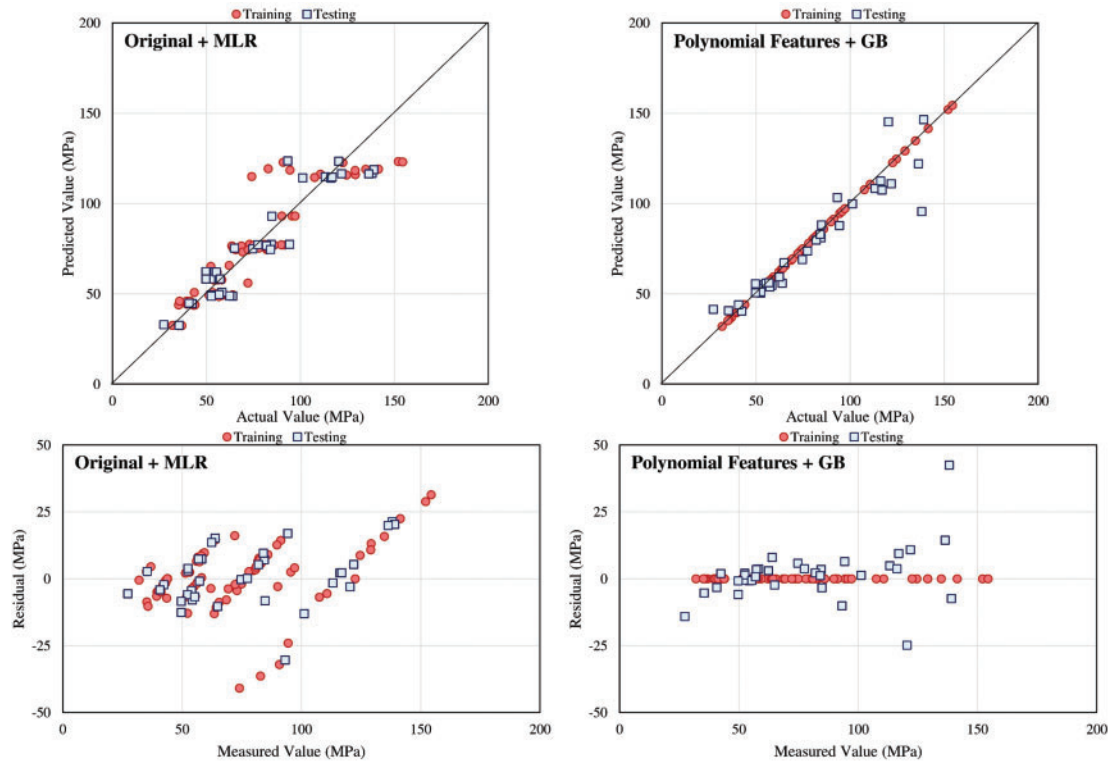 Training Testing
Original + MLR
200
150
100
50
0
Predicted Value (MPa)
0 50 100 150 200
Actual Value (MPa)
Training Testing
Polynomial Features + GB
200
150
100
50
0
Predicted Value (MPa)
0 50 100 150 200
Actual Value (MPa)
Training Testing
Original + MLR
50
25
0
-25
-50
Residual (MPa)
0 50 100 150 200
Measured Value (MPa)
Training Testing
Polynomial Features + GB
50
25
0
-25
-50
Residual (MPa)
0 50 100 150 200
Measured Value (MPa)